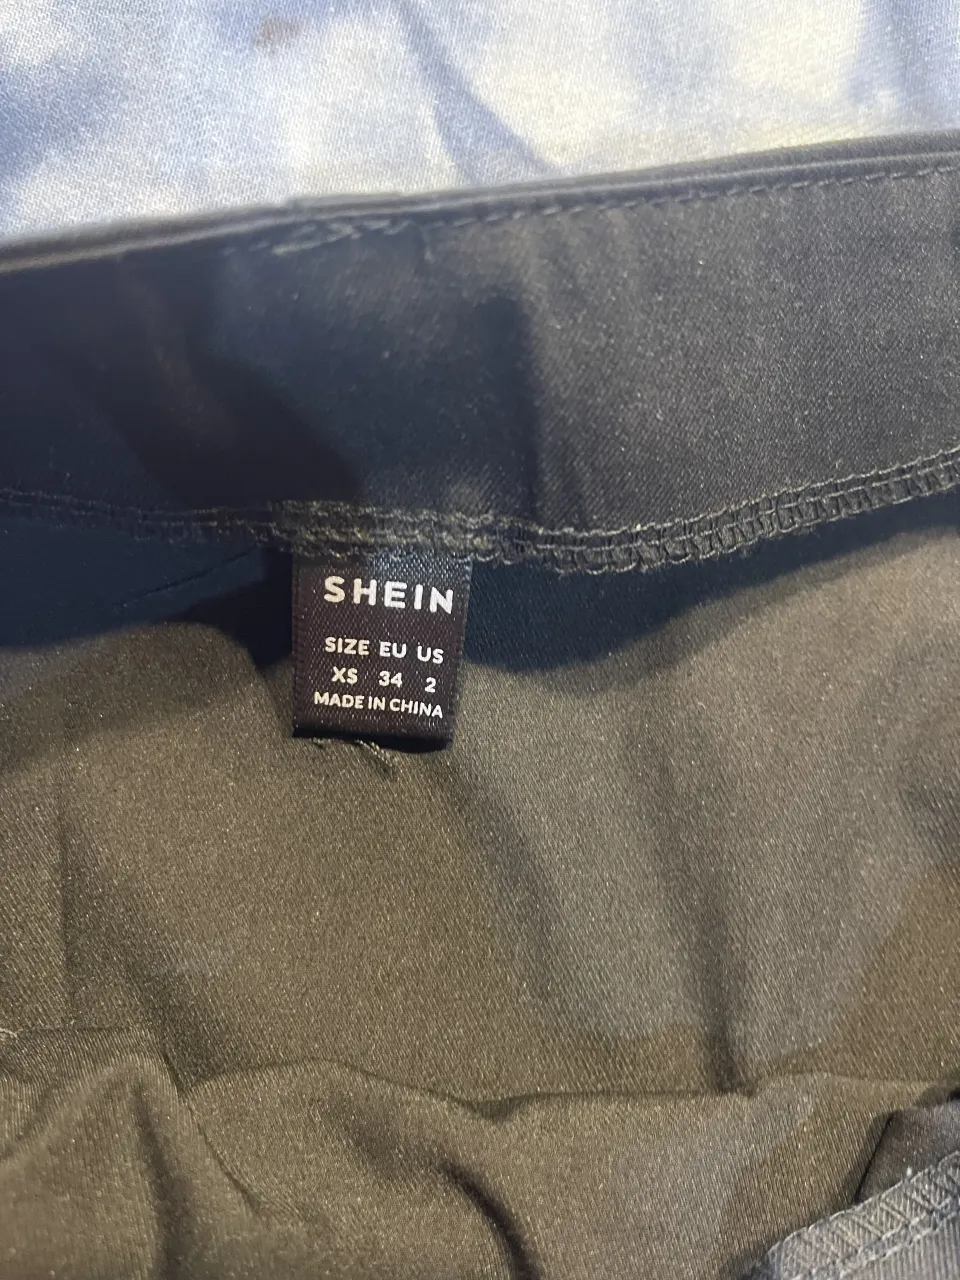 SHEIN
SIZE EU US
XS 34 2
MADE IN CHINA